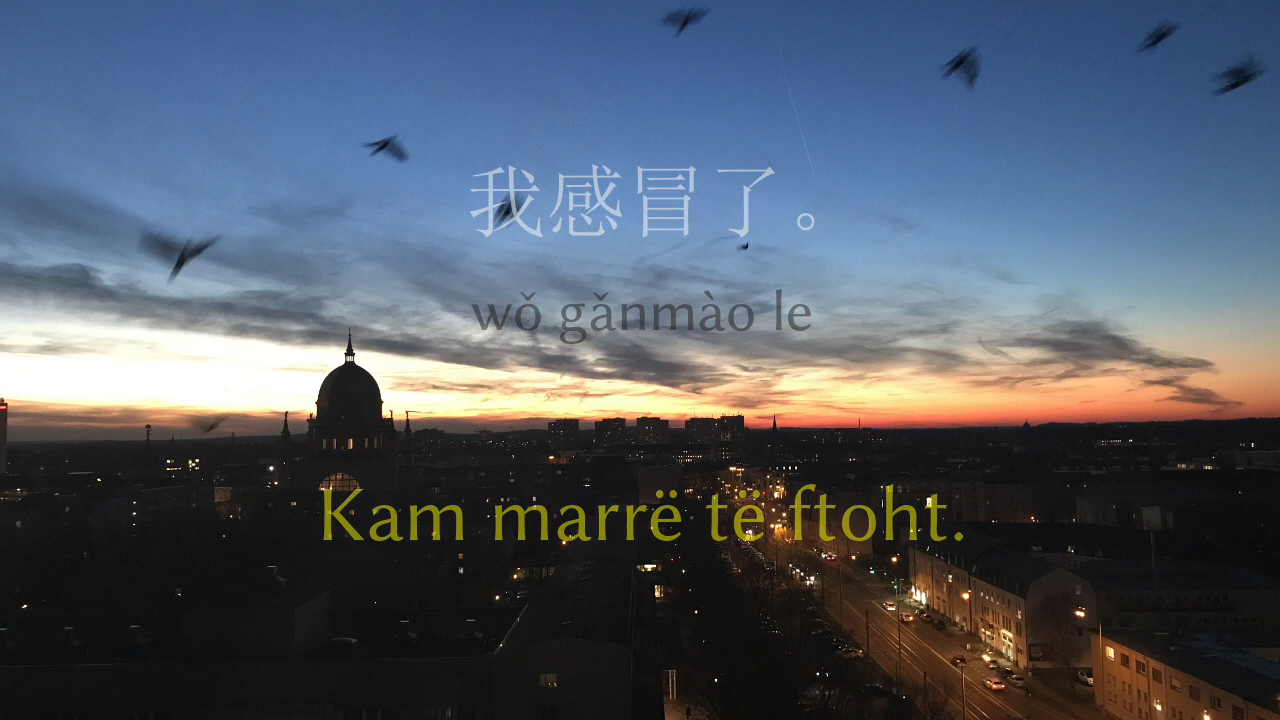 我感冒了。
wǒ gǎnmào le
Kam marrë të ftoht.